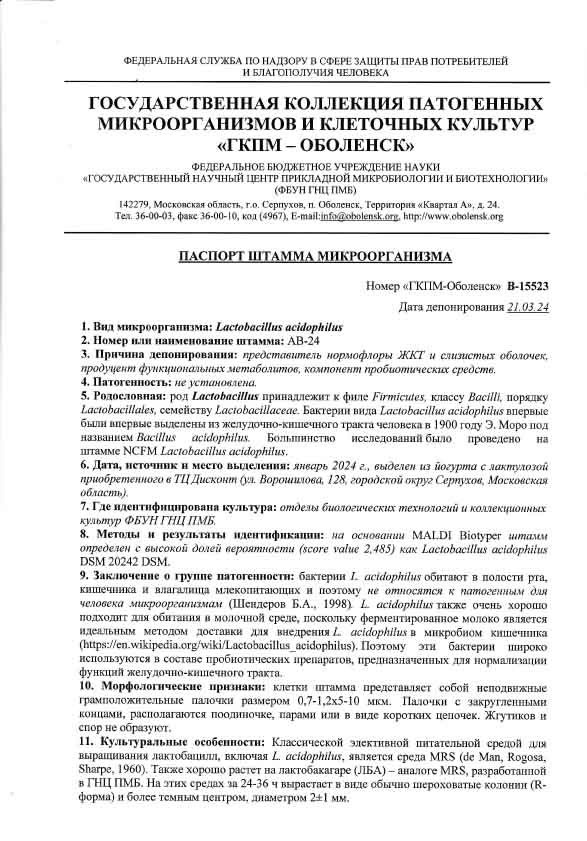 ФЕДЕРАЛЬНАЯ СЛУЖБА ПО НАДЗОРУ В СФЕРЕ ЗАЩИТЫ ПРАВ ПОТРЕБИТЕЛЕЙ
И БЛАГОПОЛУЧИЯ ЧЕЛОВЕКА
ГОСУДАРСТВЕННАЯ КОЛЛЕКЦИЯ ПАТОГЕННЫХ
МИКРООРГАНИЗМОВ И КЛЕТОЧНЫХ КУЛЬТУР
«ГКПМ – ОБОЛЕНСК»
ФЕДЕРАЛЬНОЕ БЮДЖЕТНОЕ УЧРЕЖДЕНИЕ НАУКИ
«ГОСУДАРСТВЕННЫЙ НАУЧНЫЙ ЦЕНТР ПРИКЛАДНОЙ МИКРОБИОЛОГИИ И БИОТЕХНОЛОГИИ»
(ФБУН ГНЦ ПМБ)
142279, Московская область, г.о. Серпухов, п. Оболенск, Территория «Квартал А», д. 24.
Тел. 36-00-03, факс 36-00-10, код (4967), E-mail:info@obolensk.org, http://www.obolensk.org
ПАСПОРТ ШТАММА МИКРООРГАНИЗМА
Номер «ГКПМ-Оболенск» B-15523
Дата депонирования 21.03.24
1. Вид микроорганизма: Lactobacillus acidophilus
2. Номер или наименование штамма: АВ-24
3. Причина депонирования: представитель нормофлоры ЖКТ и слизистых оболочек,
продуцент функциональных метаболитов, компонент пробиотических средств.
4. Патогенность: не установлена.
5. Родословная: род Lactobacillus принадлежит к филе Firmicutes, классу Bacilli, порядку
Lactobacillales, семейству Lactobacillaceae. Бактерии вида Lactobacillus acidophilus впервые
были впервые выделены из желудочно-кишечного тракта человека в 1900 году Э. Моро под
названием Bacillus acidophilus. Большинство исследований было проведено на
штамме NCFM Lactobacillus acidophilus.
6. Дата, источник и место выделения: январь 2024 г., выделен из йогурта с лактулозой
приобретенного в ТЦ Дисконт (ул. Ворошилова, 128, городской округ Серпухов, Московская
область).
7. Где идентифицирована культура: отделы биологических технологий и коллекционных
культур ФБУН ГНЦ ПМБ.
8. Методы и результаты идентификации: на основании MALDI Biotyper штамм
определен с высокой долей вероятности (score value 2,485) как Lactobacillus acidophilus
DSM 20242 DSM.
9. Заключение о группе патогенности: бактерии L. acidophilus обитают в полости рта,
кишечника и влагалища млекопитающих и поэтому не относятся к патогенным для
человека микроорганизмам (Шендеров Б.А., 1998). L. acidophilus также очень хорошо
подходит для обитания в молочной среде, поскольку ферментированное молоко является
идеальным методом доставки для внедрения L. acidophilus в микробиом кишечника
(https://en.wikipedia.org/wiki/Lactobacillus_acidophilus). Поэтому эти бактерии широко
используются в составе пробиотических препаратов, предназначенных для нормализации
функций желудочно-кишечного тракта.
10. Морфологические признаки: клетки штамма представляет собой неподвижные
грамположительные палочки размером 0,7-1,2х5-10 мкм. Палочки с закругленными
концами, располагаются поодиночке, парами или в виде коротких цепочек. Жгутиков и
спор не образуют.
11. Культуральные особенности: Классической элективной питательной средой для
выращивания лактобацилл, включая L. acidophilus, является среда MRS (de Man, Rogosa,
Sharpe, 1960). Также хорошо растет на лактобакагаре (ЛБА) – аналоге MRS, разработанной
в ГНЦ ПМБ. На этих средах за 24-36 ч вырастает в виде обычно шероховатые колонии (R-
форма) и более темным центром, диаметром 2±1 мм.